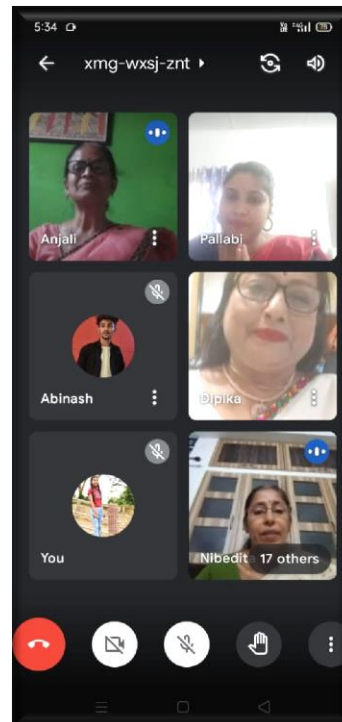 5:34
xmg-wxsj-znt
Anjali
Pallabi
Abinash
Dipika
You
Nibedit 17 others